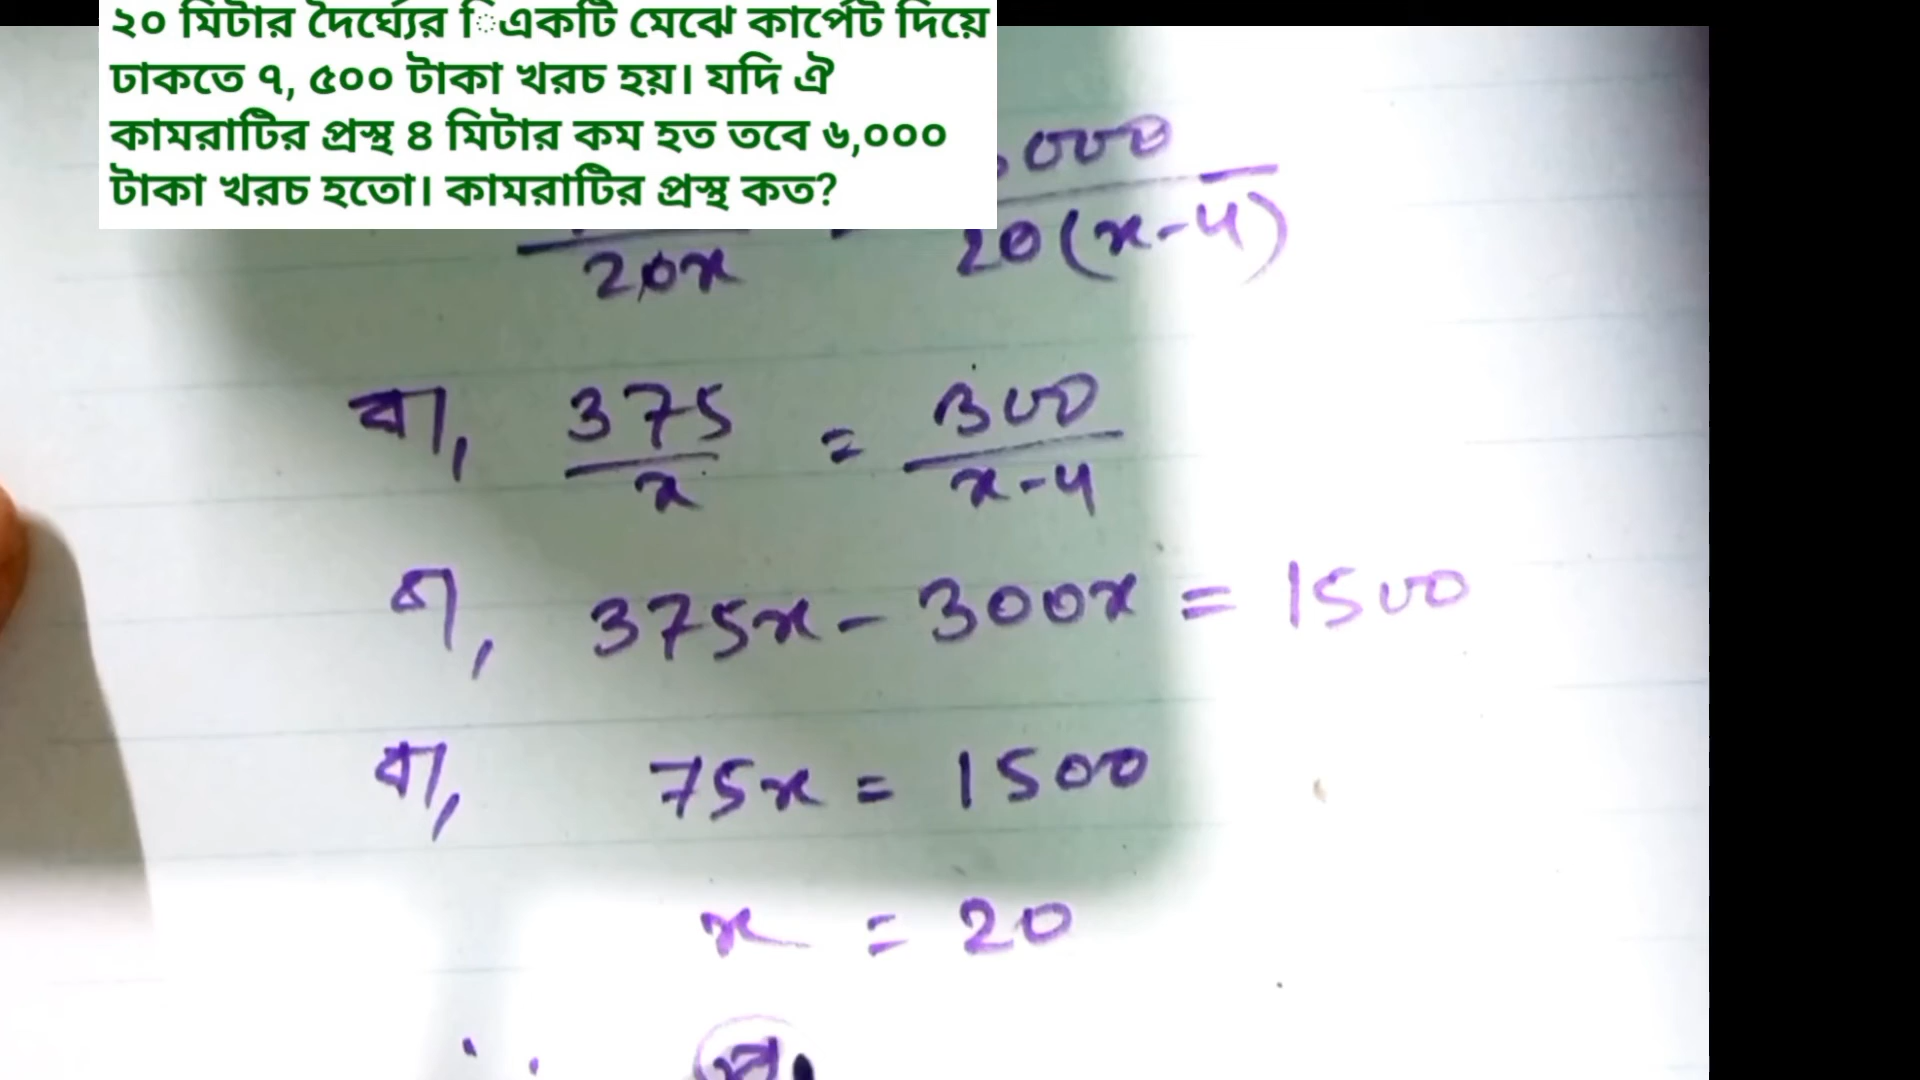 ২০ মিটার দৈর্ঘ্যের িএকটি মেঝে কার্পেট দিয়ে
ঢাকতে ৭, ৫০০ টাকা খরচ হয়। যদি ঐ
কামরাটির প্রস্থ ৪ মিটার কম হত তবে ৬,০০০
টাকা খরচ হতো। কামরাটির প্রস্থ কত?
000
20x = 20(x-4)
বা, 375/x = 300/x-4
বা, 375x - 300x = 1500
বা, 75x = 1500
x = 20